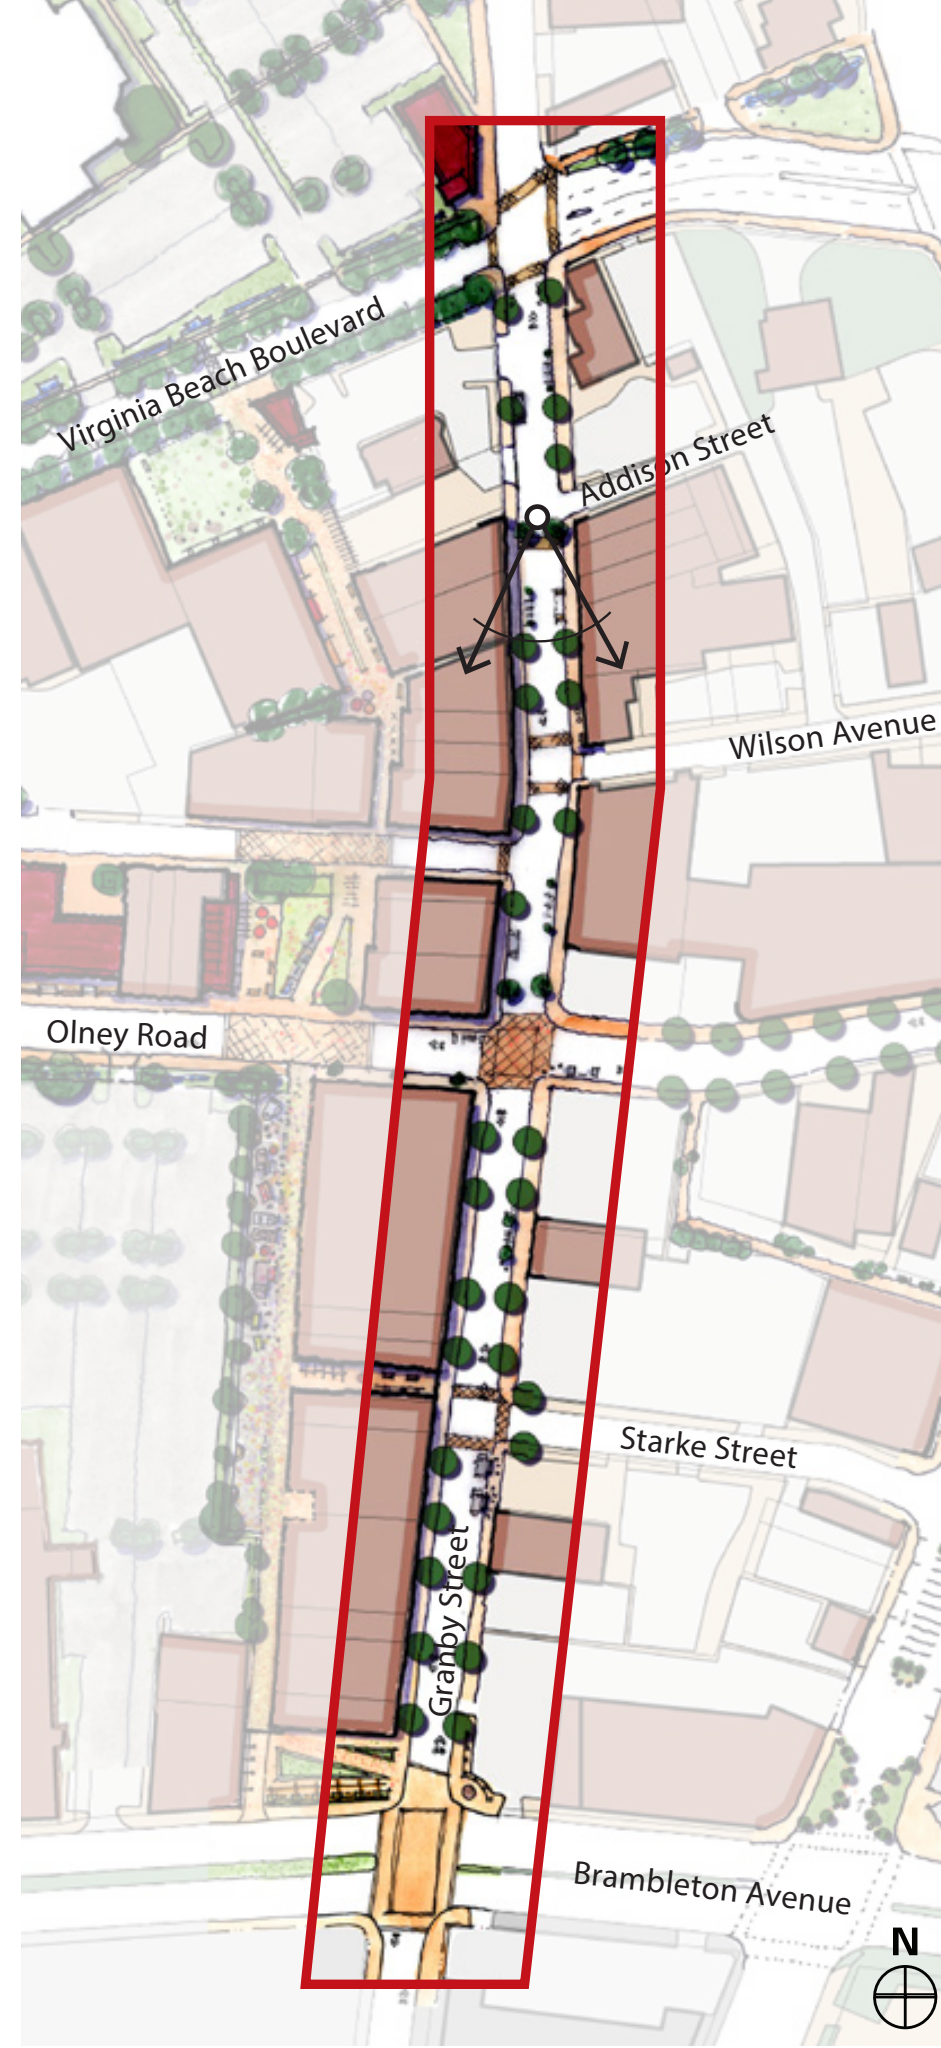 Virginia Beach Boulevard
Addison Street
Wilson Avenue
Olney Road
Starke Street
Granby Street
Brambleton Avenue
N